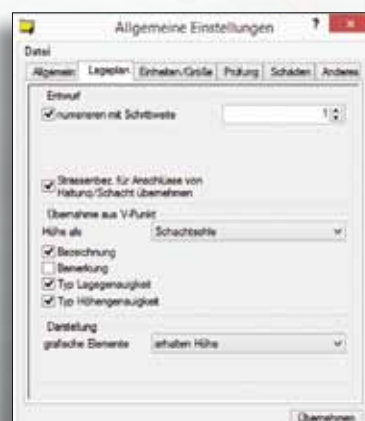 Allgemeine Einstellungen ?
Datei
Allgemein Lageplan Einheiten/Größe Prüfung Schäden Anderes
Entwurf
numerieren mit Schrittweite 1
Strassenbez. für Anschlüsse von
Haltung/Schacht übernehmen
Übernahme aus V-Punkt
Höhe als Schachtsohle
Bezeichnung
Bemerkung
Typ Lagegenauigkeit
Typ Höhengenauigkeit
Darstellung
grafische Elemente erhalten Höhe
Übernehmen